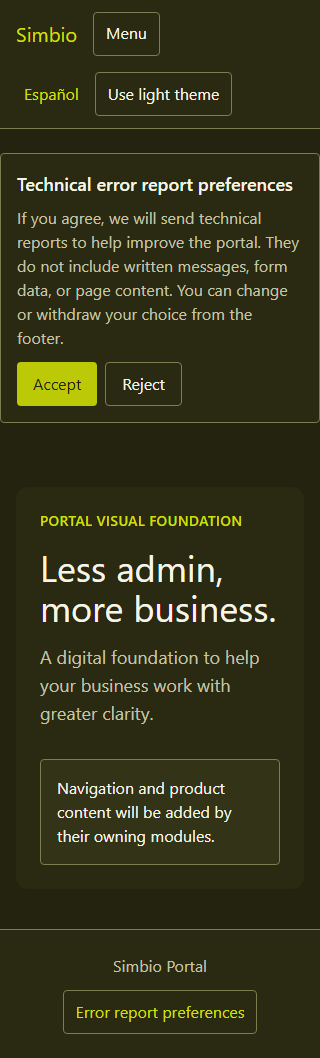 Simbio
Menu
Español
Use light theme
Technical error report preferences
If you agree, we will send technical
reports to help improve the portal. They
do not include written messages, form
data, or page content. You can change
or withdraw your choice from the
footer.
Accept
Reject
PORTAL VISUAL FOUNDATION
Less admin,
more business.
A digital foundation to help
your business work with
greater clarity.
Navigation and product
content will be added by
their owning modules.
Simbio Portal
Error report preferences